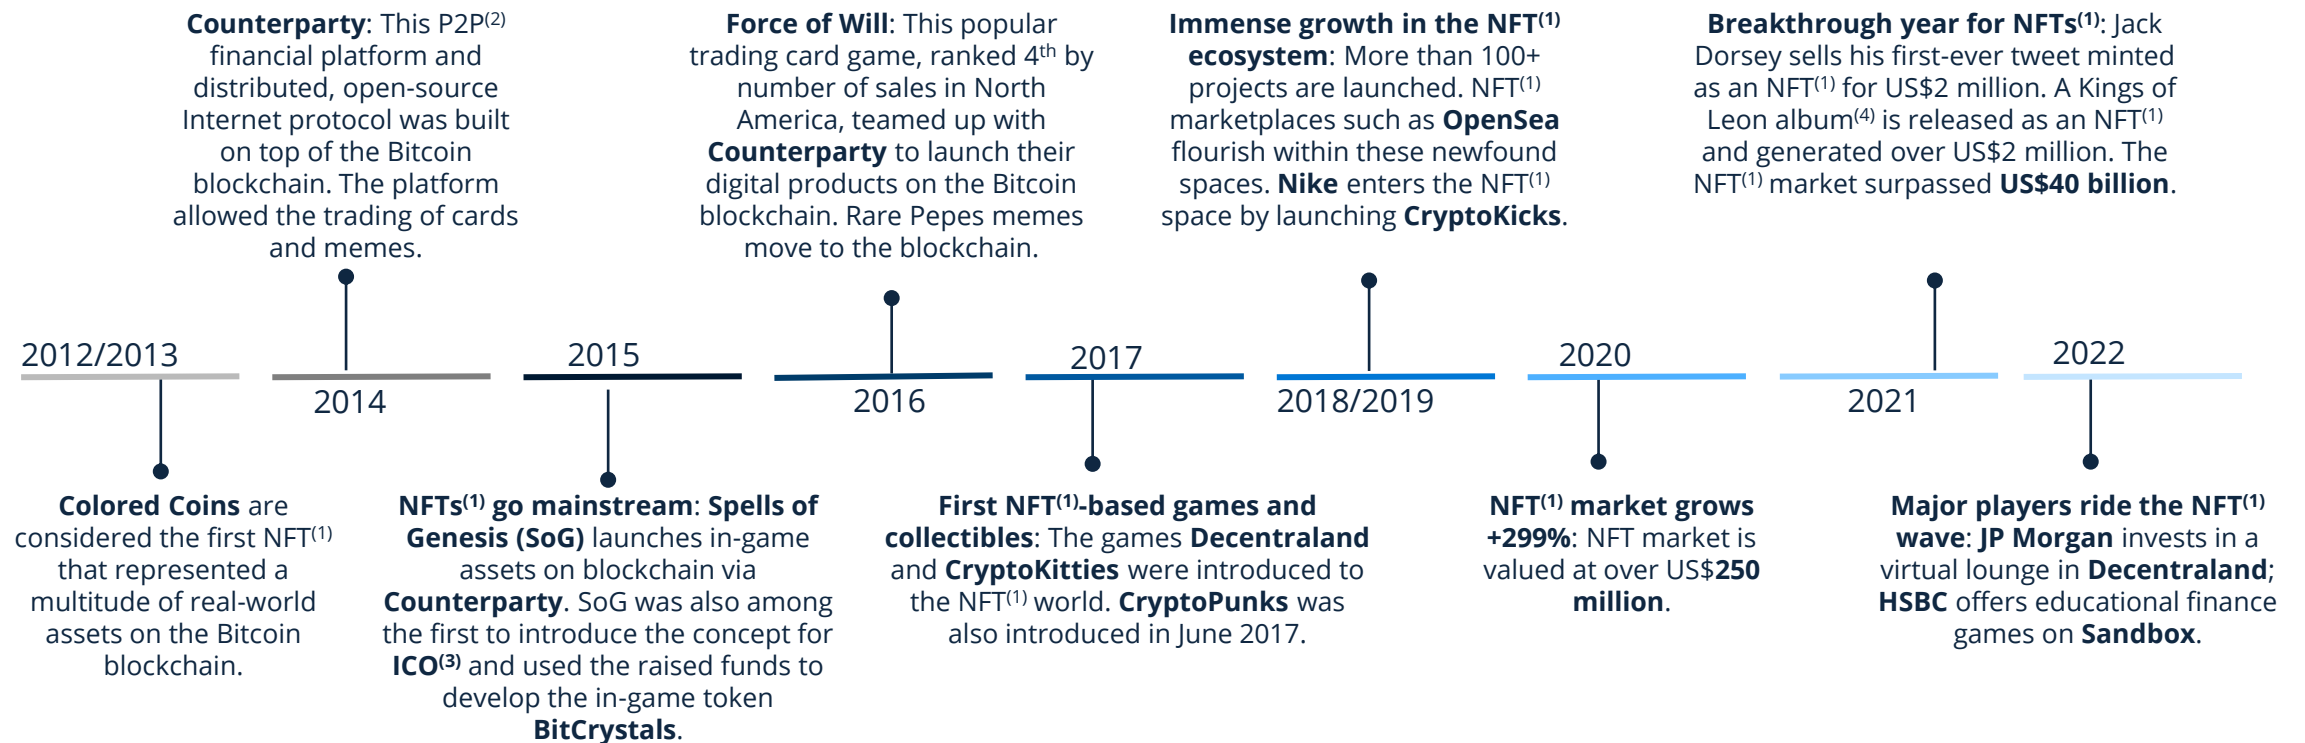 Counterparty: This P2P(2)
financial platform and
distributed, open-source
Internet protocol was built
on top of the Bitcoin
blockchain. The platform
allowed the trading of cards
and memes.
Force of Will: This popular
trading card game, ranked 4th by
number of sales in North
America, teamed up with
Counterparty to launch their
digital products on the Bitcoin
blockchain. Rare Pepes memes
move to the blockchain.
Immense growth in the NFT(1)
ecosystem: More than 100+
projects are launched. NFT(1)
marketplaces such as OpenSea
flourish within these newfound
spaces. Nike enters the NFT(1)
space by launching CryptoKicks.
Breakthrough year for NFTs(1): Jack
Dorsey sells his first-ever tweet minted
as an NFT(1) for US$2 million. A Kings of
Leon album(4) is released as an NFT(1)
and generated over US$2 million. The
NFT(1) market surpassed US$40 billion.
2012/2013
2014
2015
2016
2017
2018/2019
2020
2021
2022
Colored Coins are
considered the first NFT(1)
that represented a
multitude of real-world
assets on the Bitcoin
blockchain.
NFTs(1) go mainstream: Spells of
Genesis (SoG) launches in-game
assets on blockchain via
Counterparty. SoG was also among
the first to introduce the concept for
ICO(3) and used the raised funds to
develop the in-game token
BitCrystals.
First NFT(1)-based games and
collectibles: The games Decentraland
and CryptoKitties were introduced to
the NFT(1) world. CryptoPunks was
also introduced in June 2017.
NFT(1) market grows
+299%: NFT market is
valued at over US$250
million.
Major players ride the NFT(1)
wave: JP Morgan invests in a
virtual lounge in Decentraland;
HSBC offers educational finance
games on Sandbox.